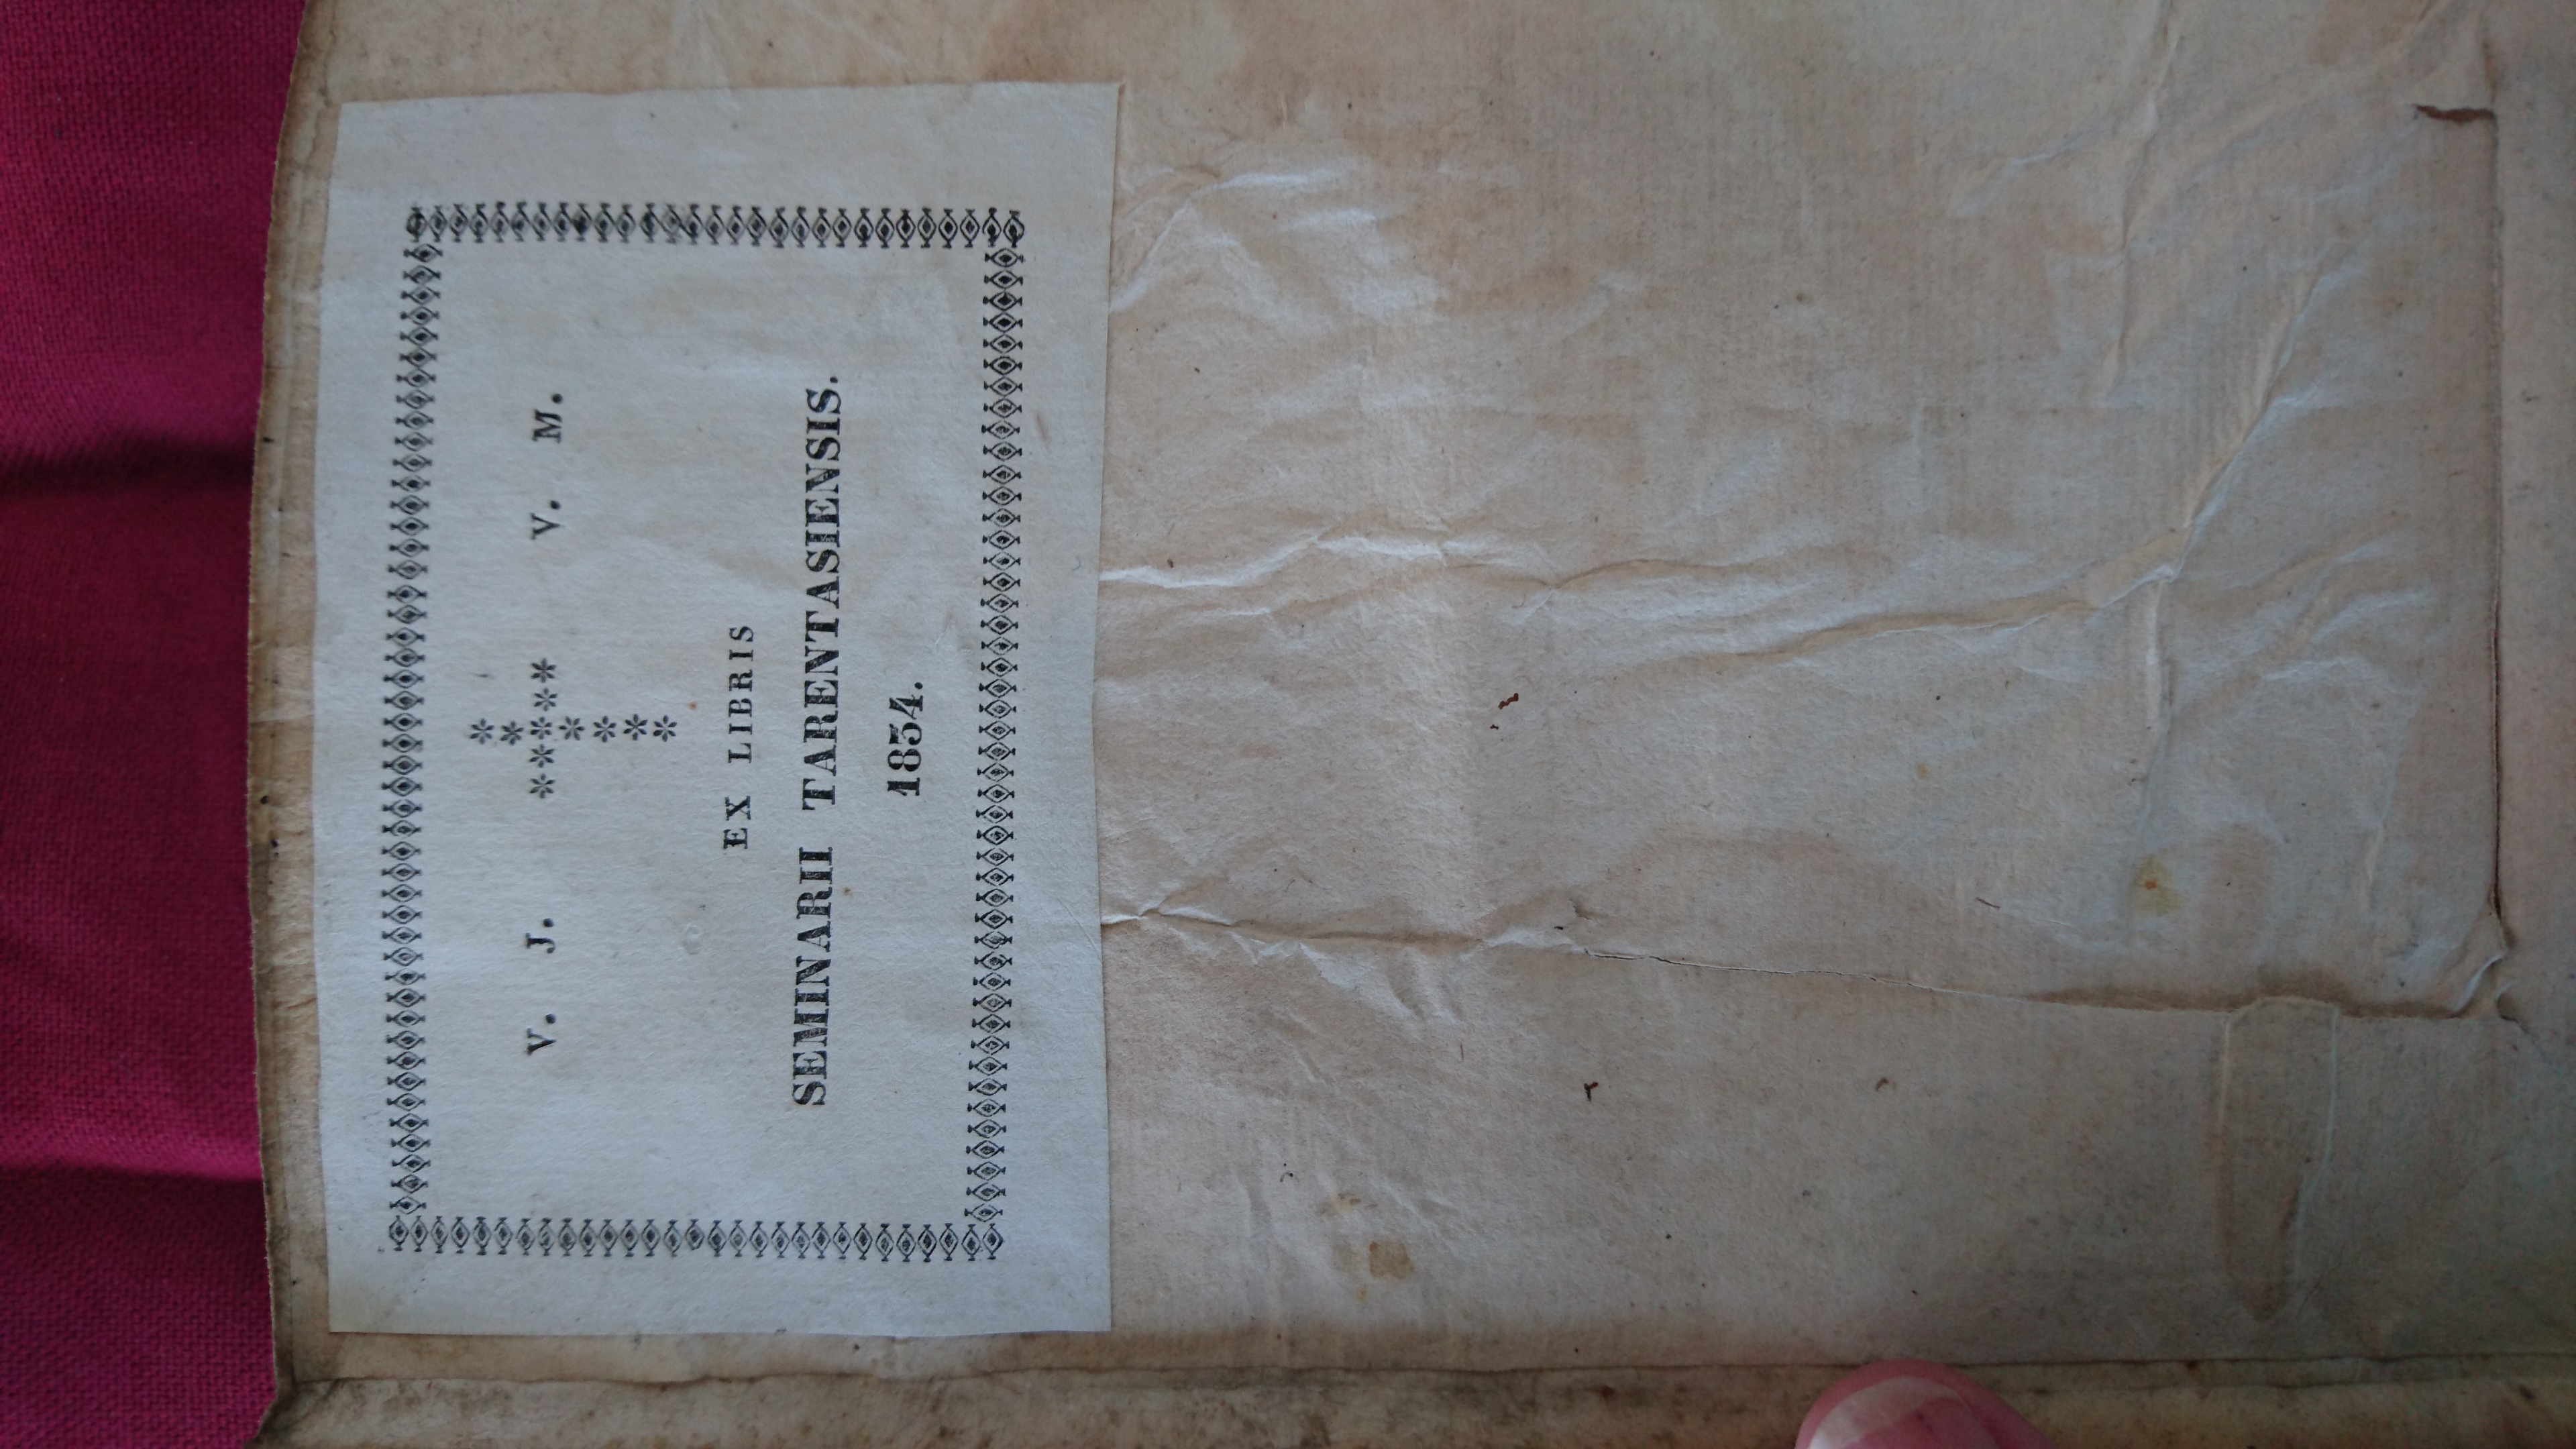 V. J. V. M.
EX LIBRIS
SEMINARII TARENTASIENSIS.
1854.